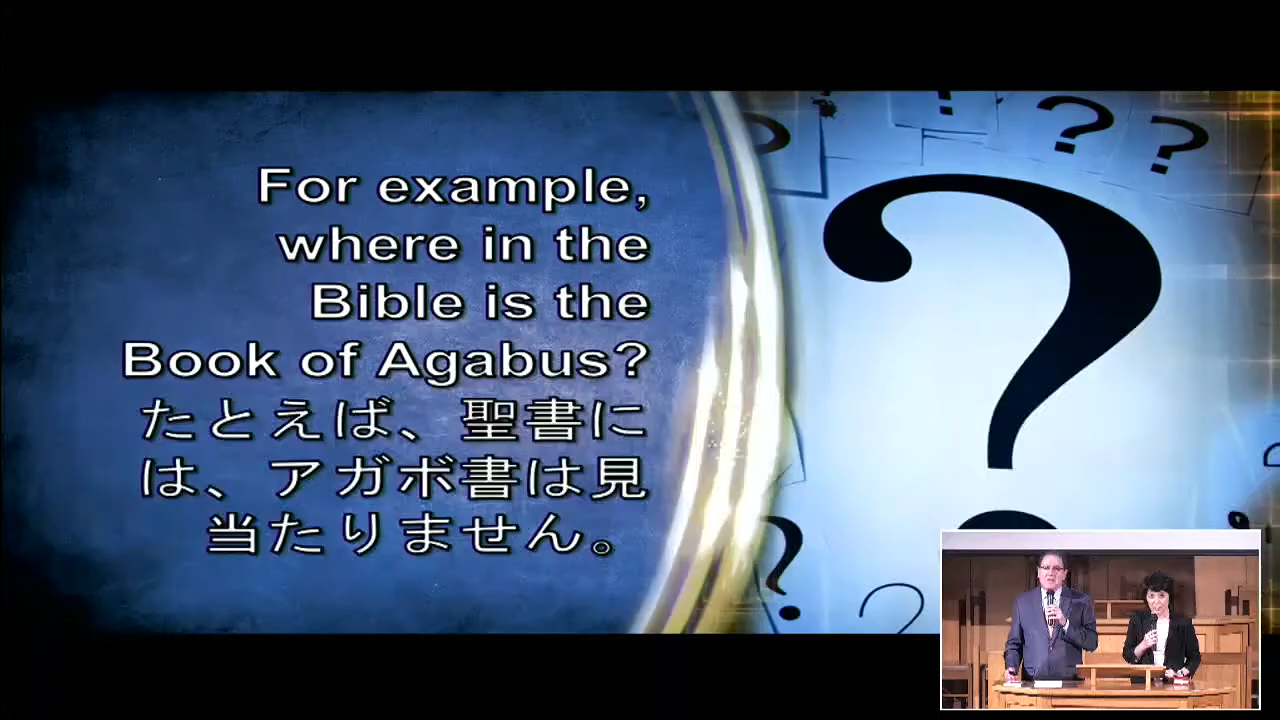 For example,
where in the
Bible is the
Book of Agabus?
たとえば、聖書に
は、アガボ書は見
当たりません。